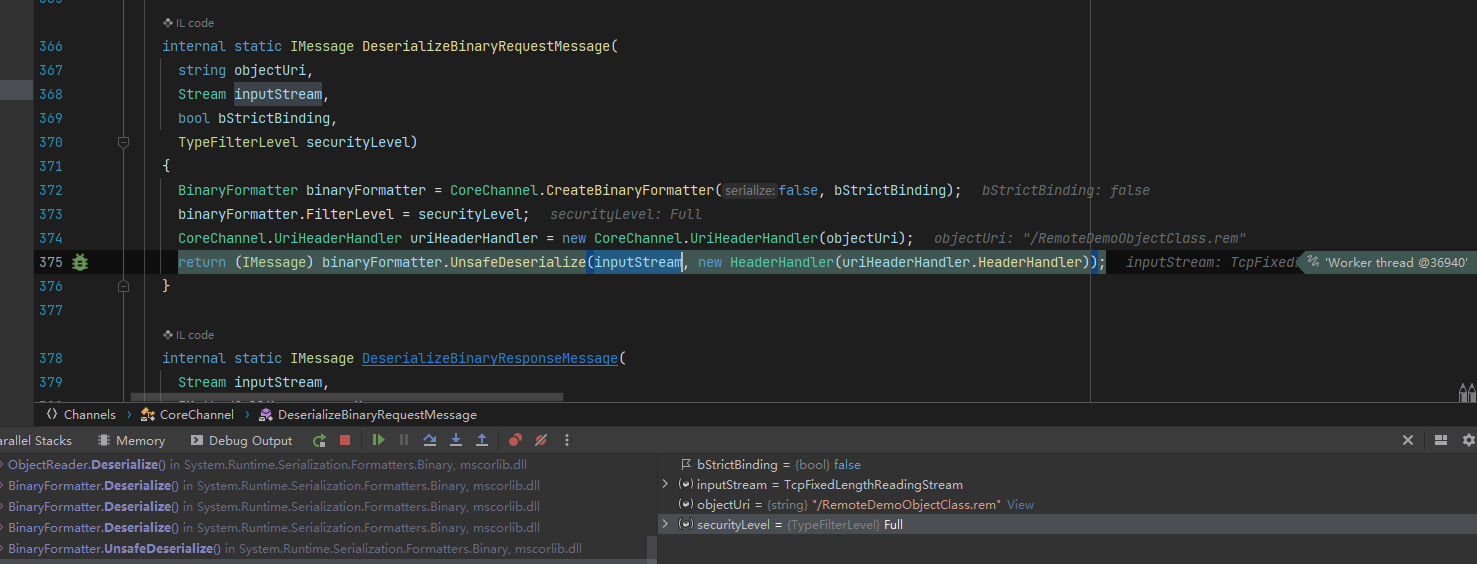 IL code
366 internal static IMessage DeserializeBinaryRequestMessage(
367 string objectUri,
368 Stream inputStream,
369 bool bStrictBinding,
370 TypeFilterLevel securityLevel)
371 {
372 BinaryFormatter binaryFormatter = CoreChannel.CreateBinaryFormatter(serialize: false, bStrictBinding); bStrictBinding: false
373 binaryFormatter.FilterLevel = securityLevel; securityLevel: Full
374 CoreChannel.UriHeaderHandler uriHeaderHandler = new CoreChannel.UriHeaderHandler(objectUri); objectUri: "/RemoteDemoObjectClass.rem"
375 return (IMessage) binaryFormatter.UnsafeDeserialize(inputStream, new HeaderHandler(uriHeaderHandler.HeaderHandler)); inputStream: TcpFixed 'Worker thread @36940'
376 }
377
IL code
378 internal static IMessage DeserializeBinaryResponseMessage(
379 Stream inputStream,
Channels CoreChannel DeserializeBinaryRequestMessage
arallel Stacks Memory Debug Output
ObjectReader.Deserialize() in System.Runtime.Serialization.Formatters.Binary, mscorlib.dll
BinaryFormatter.Deserialize() in System.Runtime.Serialization.Formatters.Binary, mscorlib.dll
BinaryFormatter.Deserialize() in System.Runtime.Serialization.Formatters.Binary, mscorlib.dll
BinaryFormatter.Deserialize() in System.Runtime.Serialization.Formatters.Binary, mscorlib.dll
BinaryFormatter.UnsafeDeserialize() in System.Runtime.Serialization.Formatters.Binary, mscorlib.dll
bStrictBinding = {bool} false
inputStream = TcpFixedLengthReadingStream
objectUri = {string} "/RemoteDemoObjectClass.rem" View
securityLevel = {TypeFilterLevel} Full